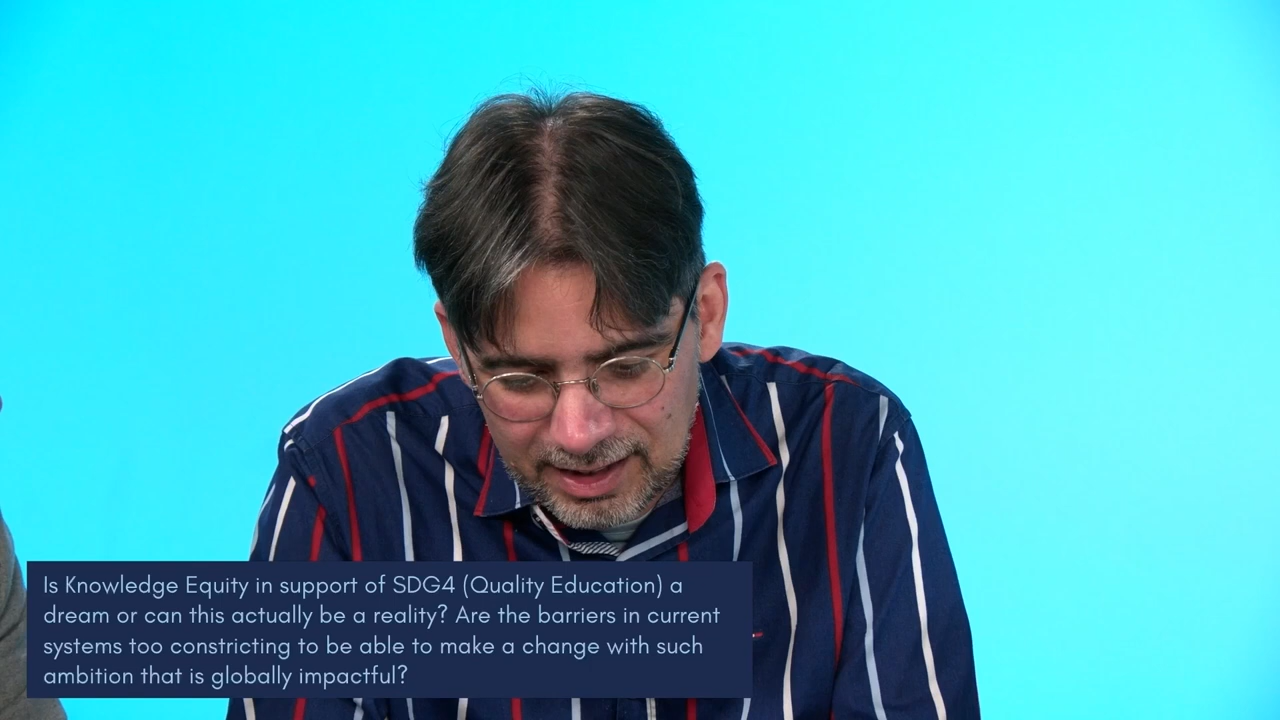 Is Knowledge Equity in support of SDG4 (Quality Education) a
dream or can this actually be a reality? Are the barriers in current
systems too constricting to be able to make a change with such
ambition that is globally impactful?